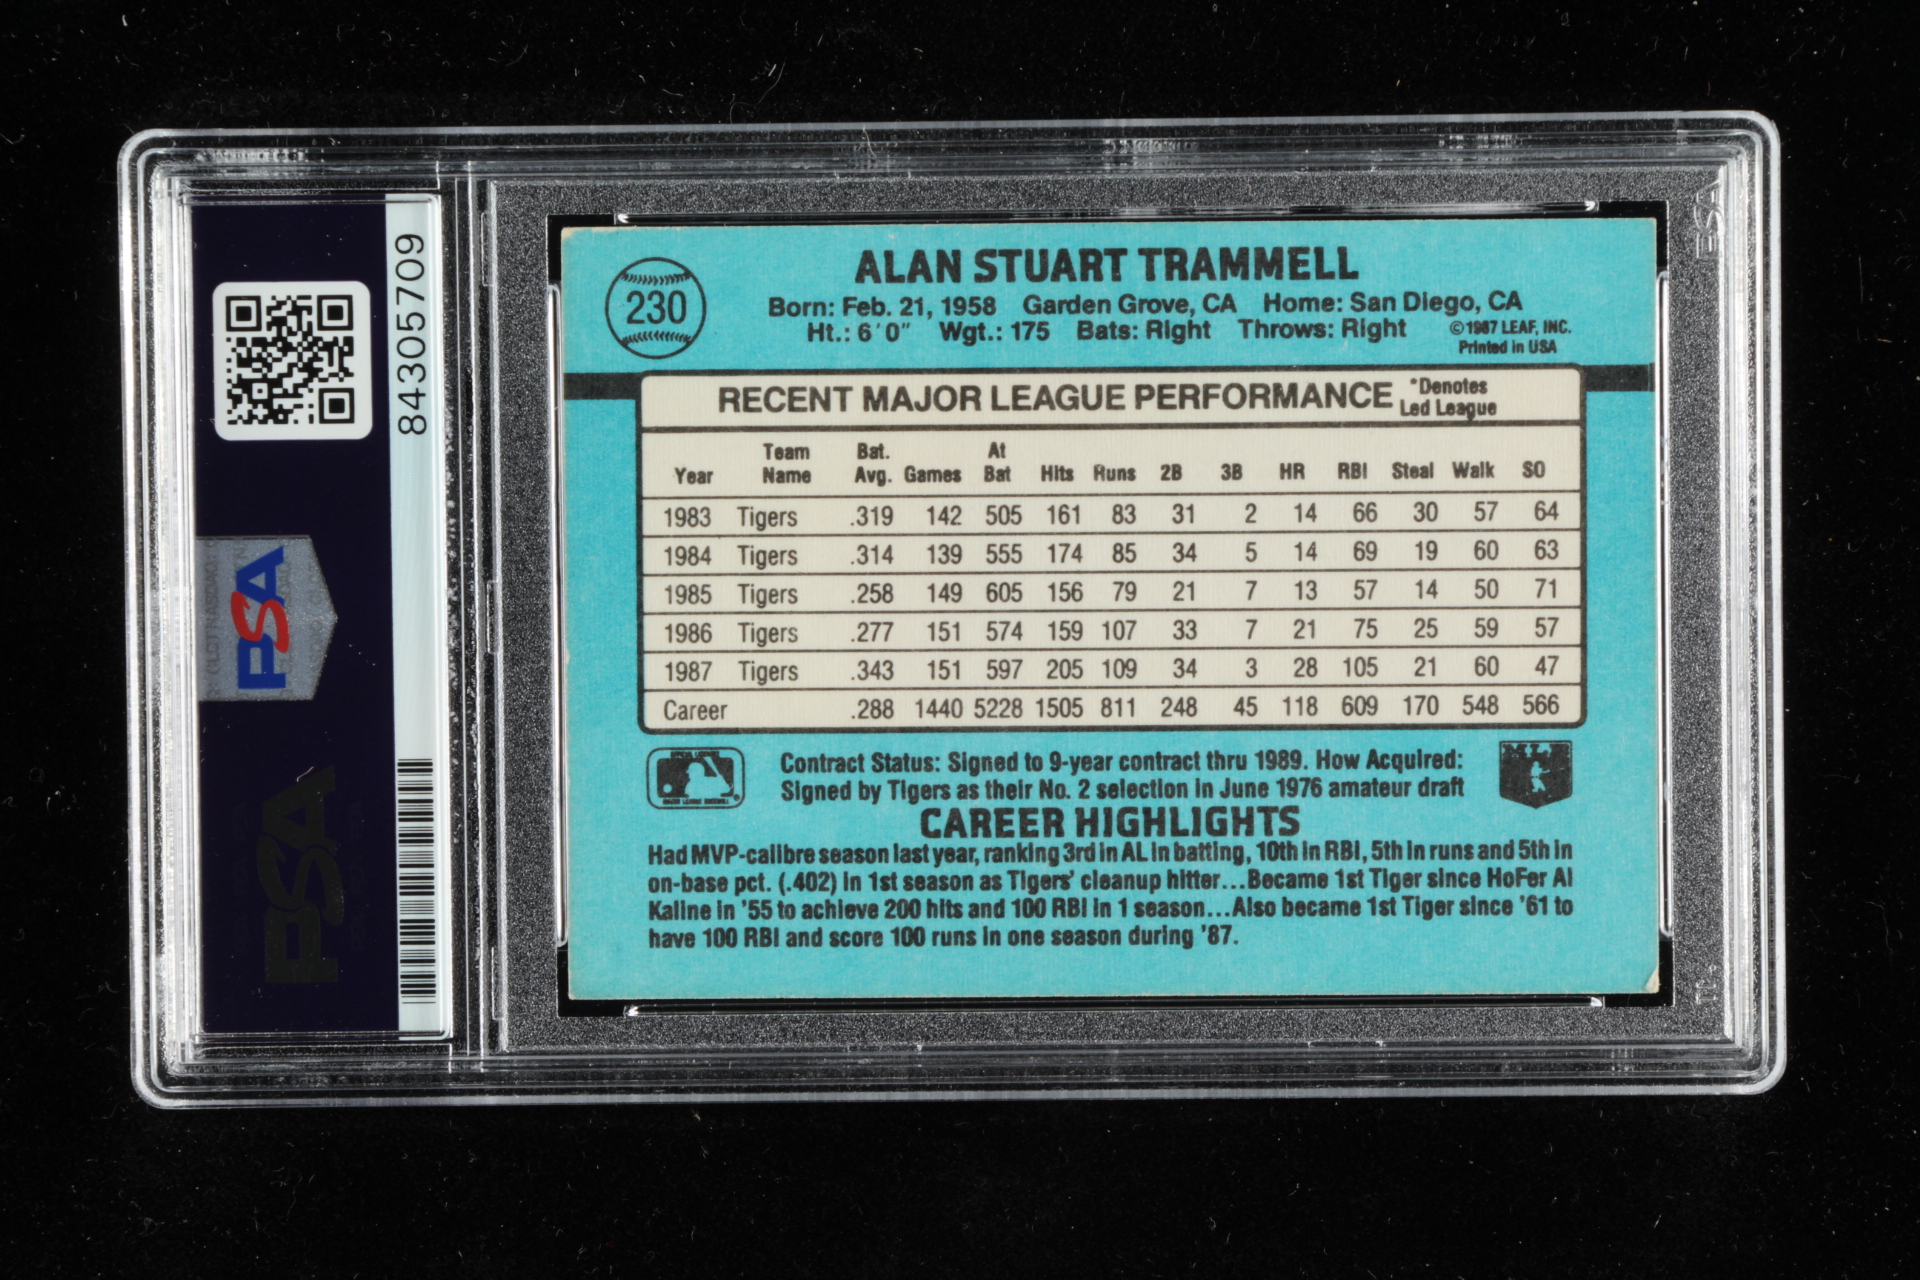 84305709
PSA
PSA
PSA
230
ALAN STUART TRAMMELL
Born: Feb. 21, 1958 Garden Grove, CA Home: San Diego, CA
Ht.: 6'0" Wgt.: 175 Bats: Right Throws: Right
©1987 LEAF, INC.
Printed in USA
RECENT MAJOR LEAGUE PERFORMANCE *Denotes Led League
Year Team Name Bat. Avg. Games At Bat Hits Runs 2B 3B HR RBI Steal Walk SO
1983 Tigers .319 142 505 161 83 31 2 14 66 30 57 64
1984 Tigers .314 139 555 174 85 34 5 14 69 19 60 63
1985 Tigers .258 149 605 156 79 21 7 13 57 14 50 71
1986 Tigers .277 151 574 159 107 33 7 21 75 25 59 57
1987 Tigers .343 151 597 205 109 34 3 28 105 21 60 47
Career .288 1440 5228 1505 811 248 45 118 609 170 548 566
Contract Status: Signed to 9-year contract thru 1989. How Acquired:
Signed by Tigers as their No. 2 selection in June 1976 amateur draft
MLB
CAREER HIGHLIGHTS
Had MVP-calibre season last year, ranking 3rd in AL in batting, 10th in RBI, 5th in runs and 5th in
on-base pct. (.402) in 1st season as Tigers' cleanup hitter...Became 1st Tiger since HoFer Al
Kaline in '55 to achieve 200 hits and 100 RBI in 1 season...Also became 1st Tiger since '61 to
have 100 RBI and score 100 runs in one season during '87.